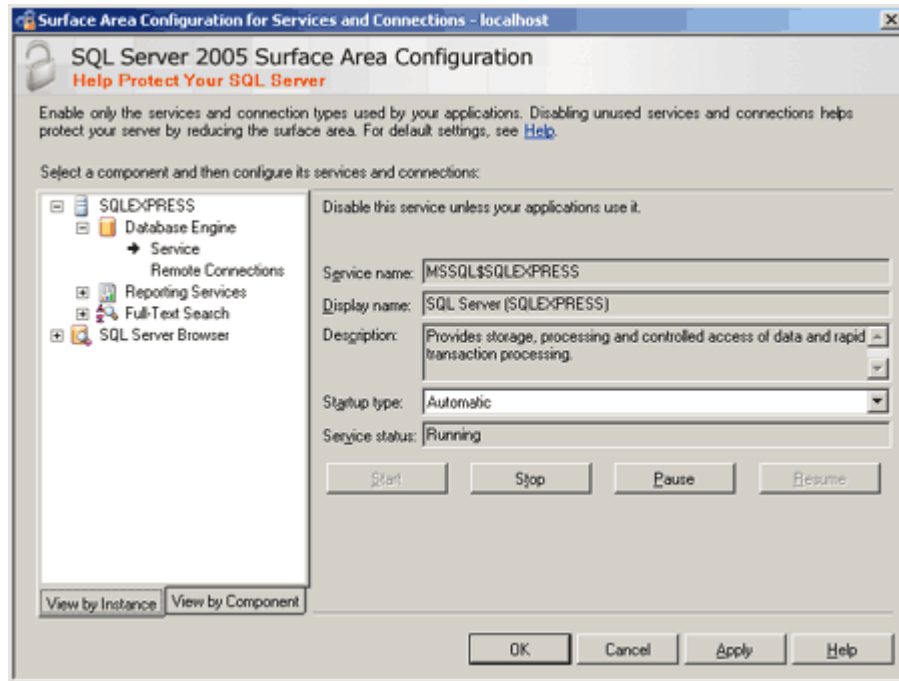 Surface Area Configuration for Services and Connections - localhost
SQL Server 2005 Surface Area Configuration
Help Protect Your SQL Server
Enable only the services and connection types used by your applications. Disabling unused services and connections helps
protect your server by reducing the surface area. For default settings, see Help.
Select a component and then configure its services and connections:
SQLEXPRESS
Database Engine
Service
Remote Connections
Reporting Services
Full-Text Search
SQL Server Browser
View by Instance
View by Component
Disable this service unless your applications use it.
Service name: MSSQL$SQLEXPRESS
Display name: SQL Server (SQLEXPRESS)
Description: Provides storage, processing and controlled access of data and rapid
transaction processing.
Startup type: Automatic
Service status: Running
Start Stop Pause Resume
OK Cancel Apply Help